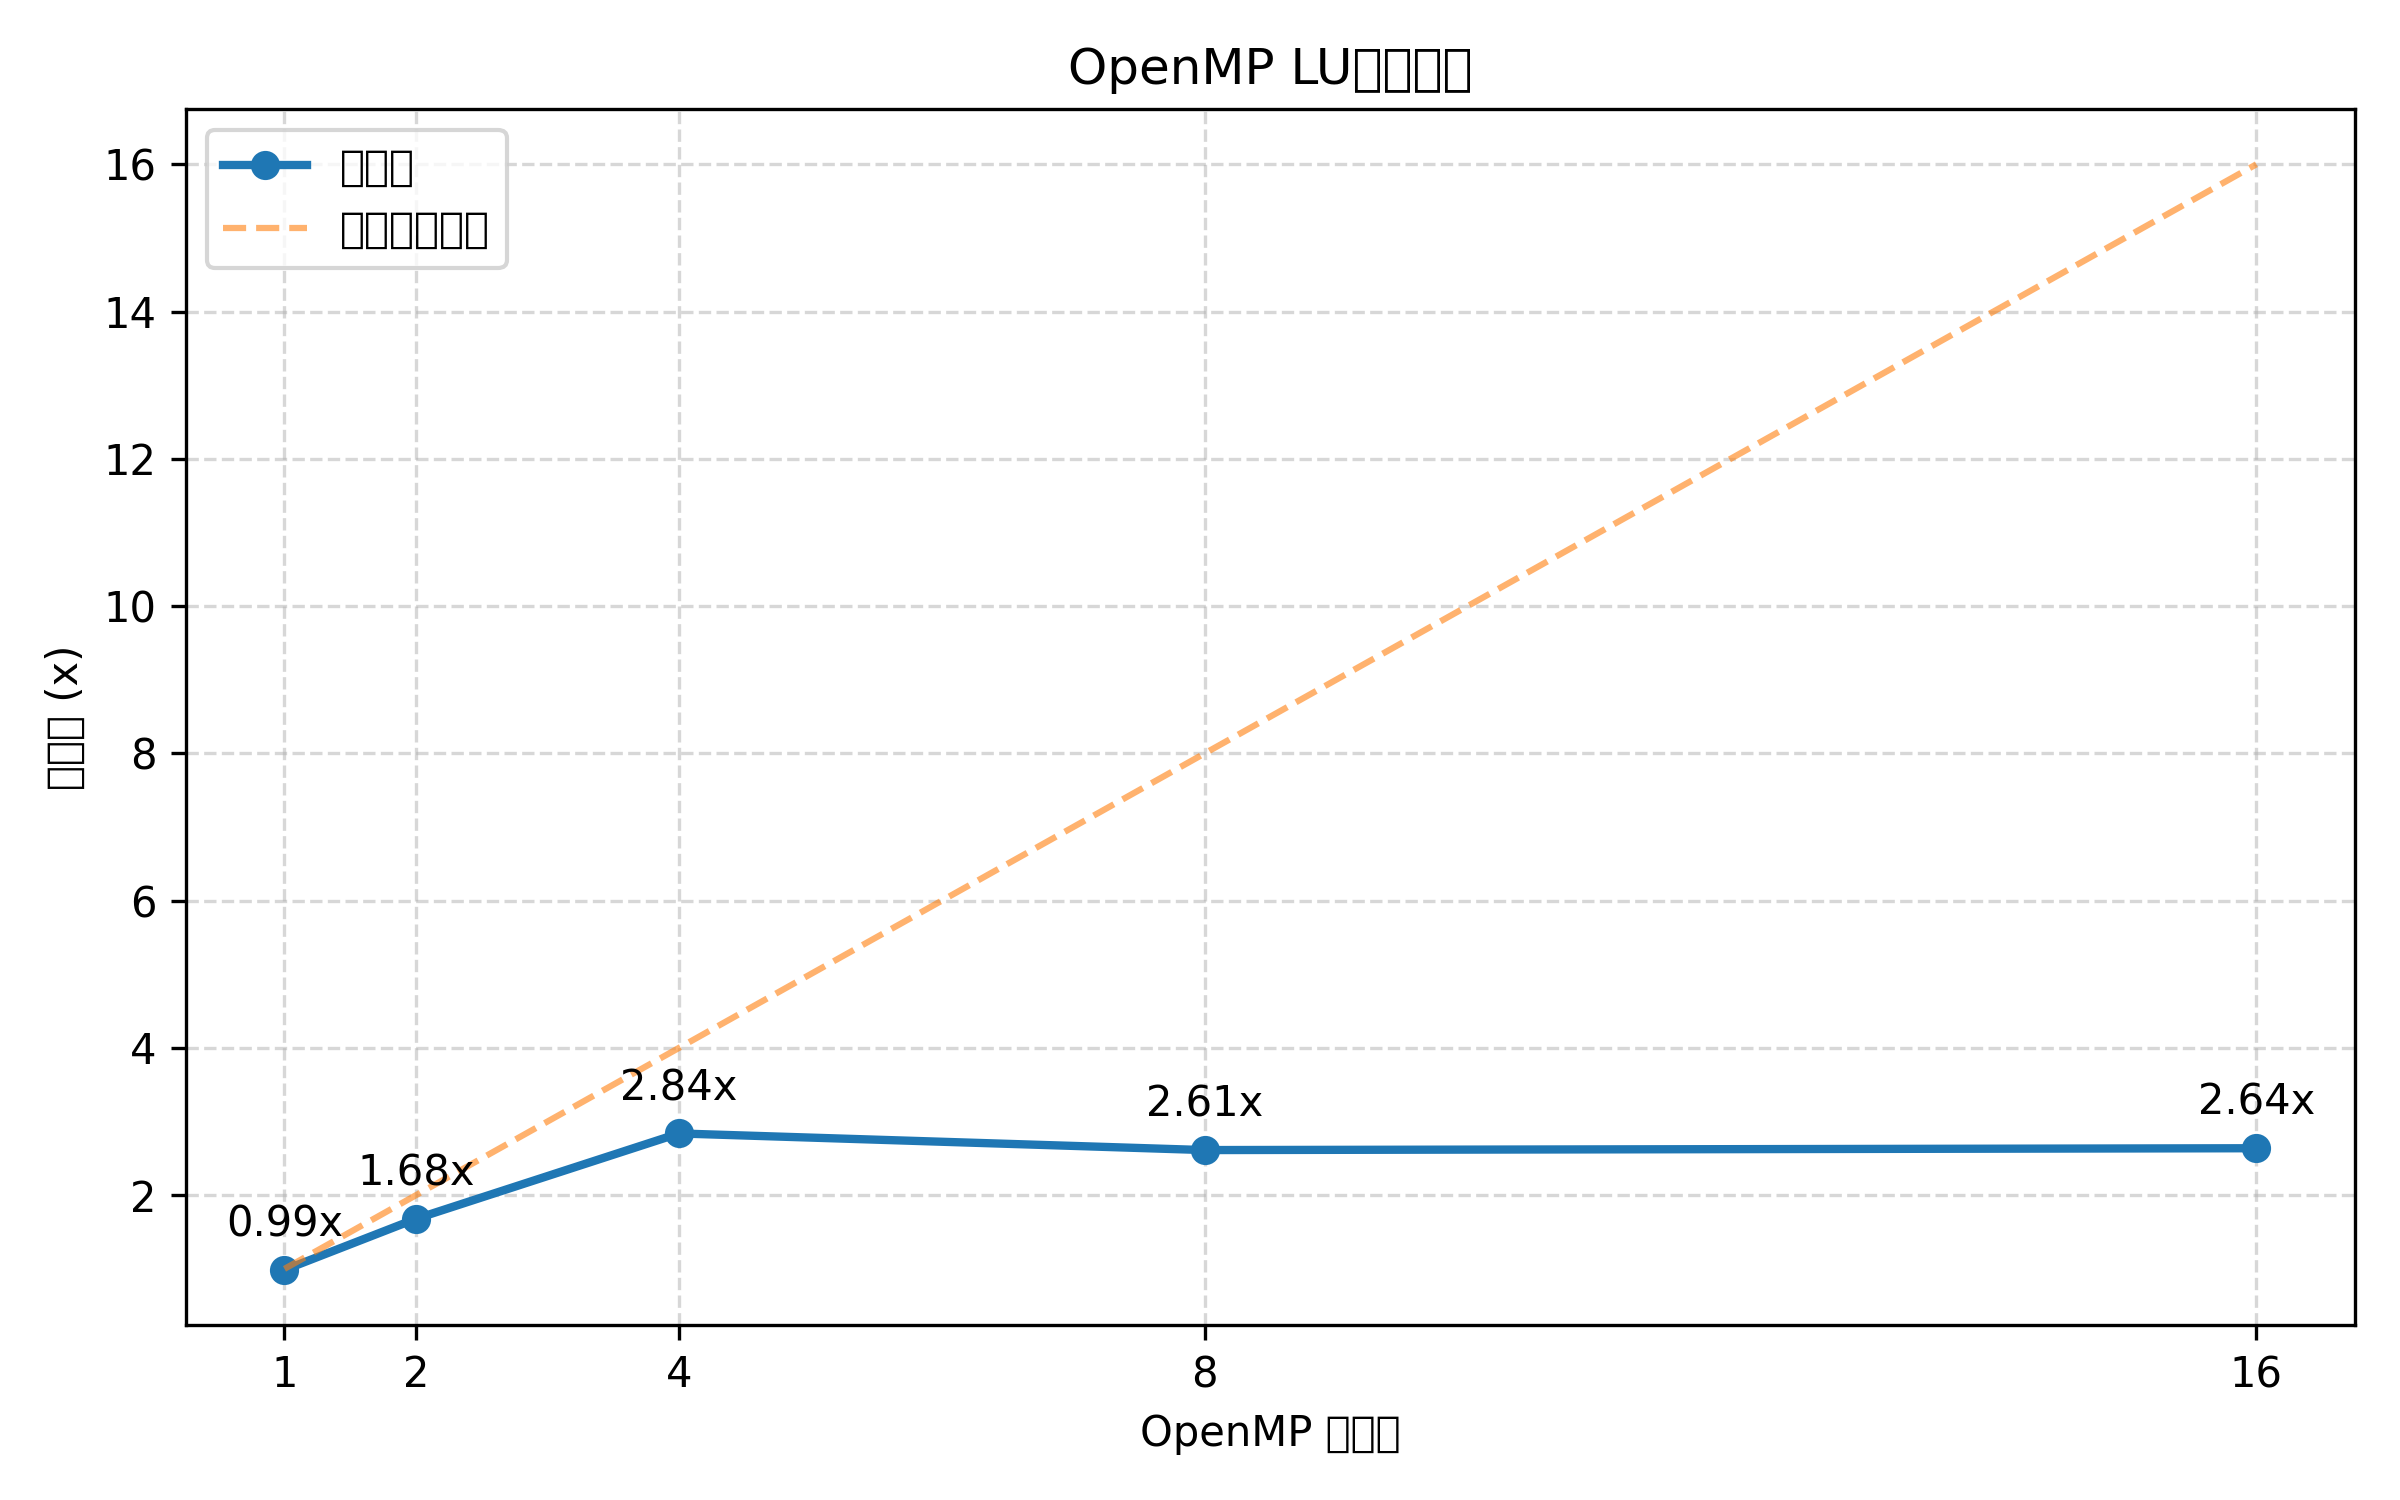 OpenMP LU□□□□
□□□
□□□□□□
16
14
12
10
8
6
4
2
□□□ (x)
0.99x
1.68x
2.84x
2.61x
2.64x
1
2
4
8
16
OpenMP □□□